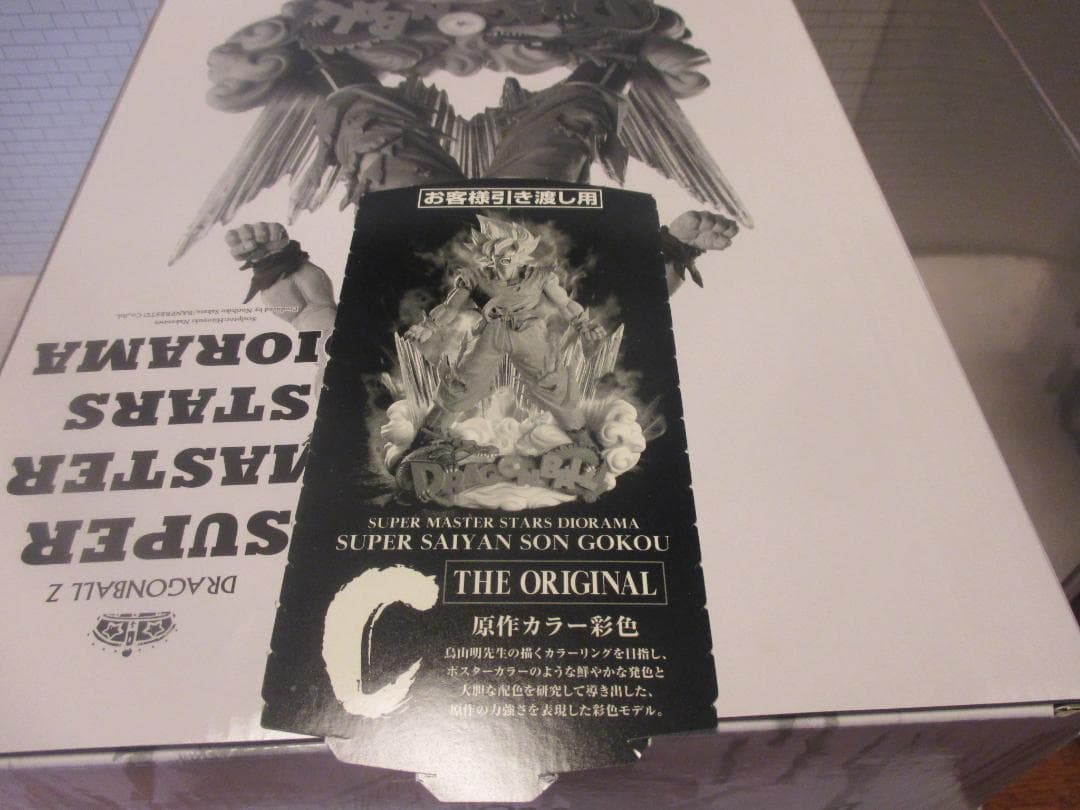 お客様引き渡し用
DRAGONBALL
SUPER MASTER STARS DIORAMA
SUPER SAIYAN SON GOKOU
C
THE ORIGINAL
原作カラー彩色
鳥山明先生の描くカラーリングを目指し、
ポスターカラーのような鮮やかな発色と
大胆な配色を研究して導き出した、
原作の力強さを表現した彩色モデル。
DRAGONBALL Z
SUPER
MASTER
STARS
DIORAMA